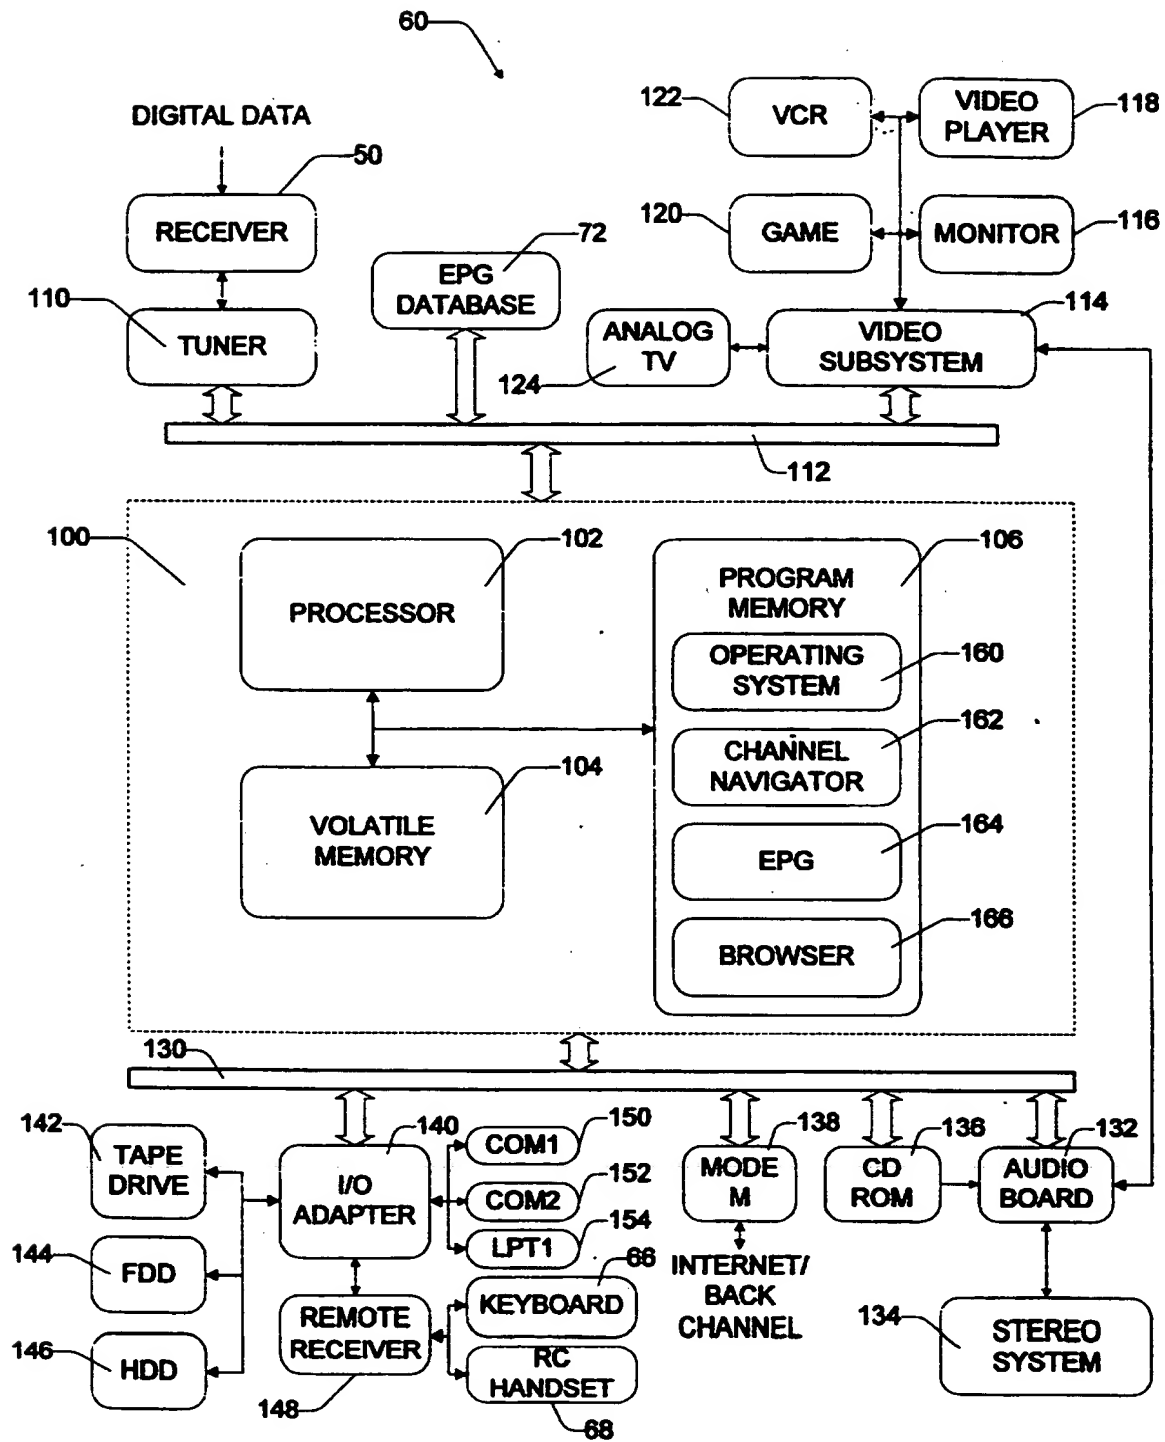 60
DIGITAL DATA
50
RECEIVER
110
TUNER
72
EPG
DATABASE
122
VCR
VIDEO
PLAYER
118
120
GAME
MONITOR
116
ANALOG
TV
124
VIDEO
SUBSYSTEM
114
112
100
102
PROCESSOR
104
VOLATILE
MEMORY
106
PROGRAM
MEMORY
OPERATING
SYSTEM
160
CHANNEL
NAVIGATOR
162
EPG
164
BROWSER
166
130
142
TAPE
DRIVE
144
FDD
146
HDD
140
I/O
ADAPTER
COM1
150
COM2
152
LPT1
154
REMOTE
RECEIVER
148
66
KEYBOARD
RC
HANDSET
68
138
MODE
M
INTERNET/
BACK
CHANNEL
136
CD
ROM
132
AUDIO
BOARD
134
STEREO
SYSTEM